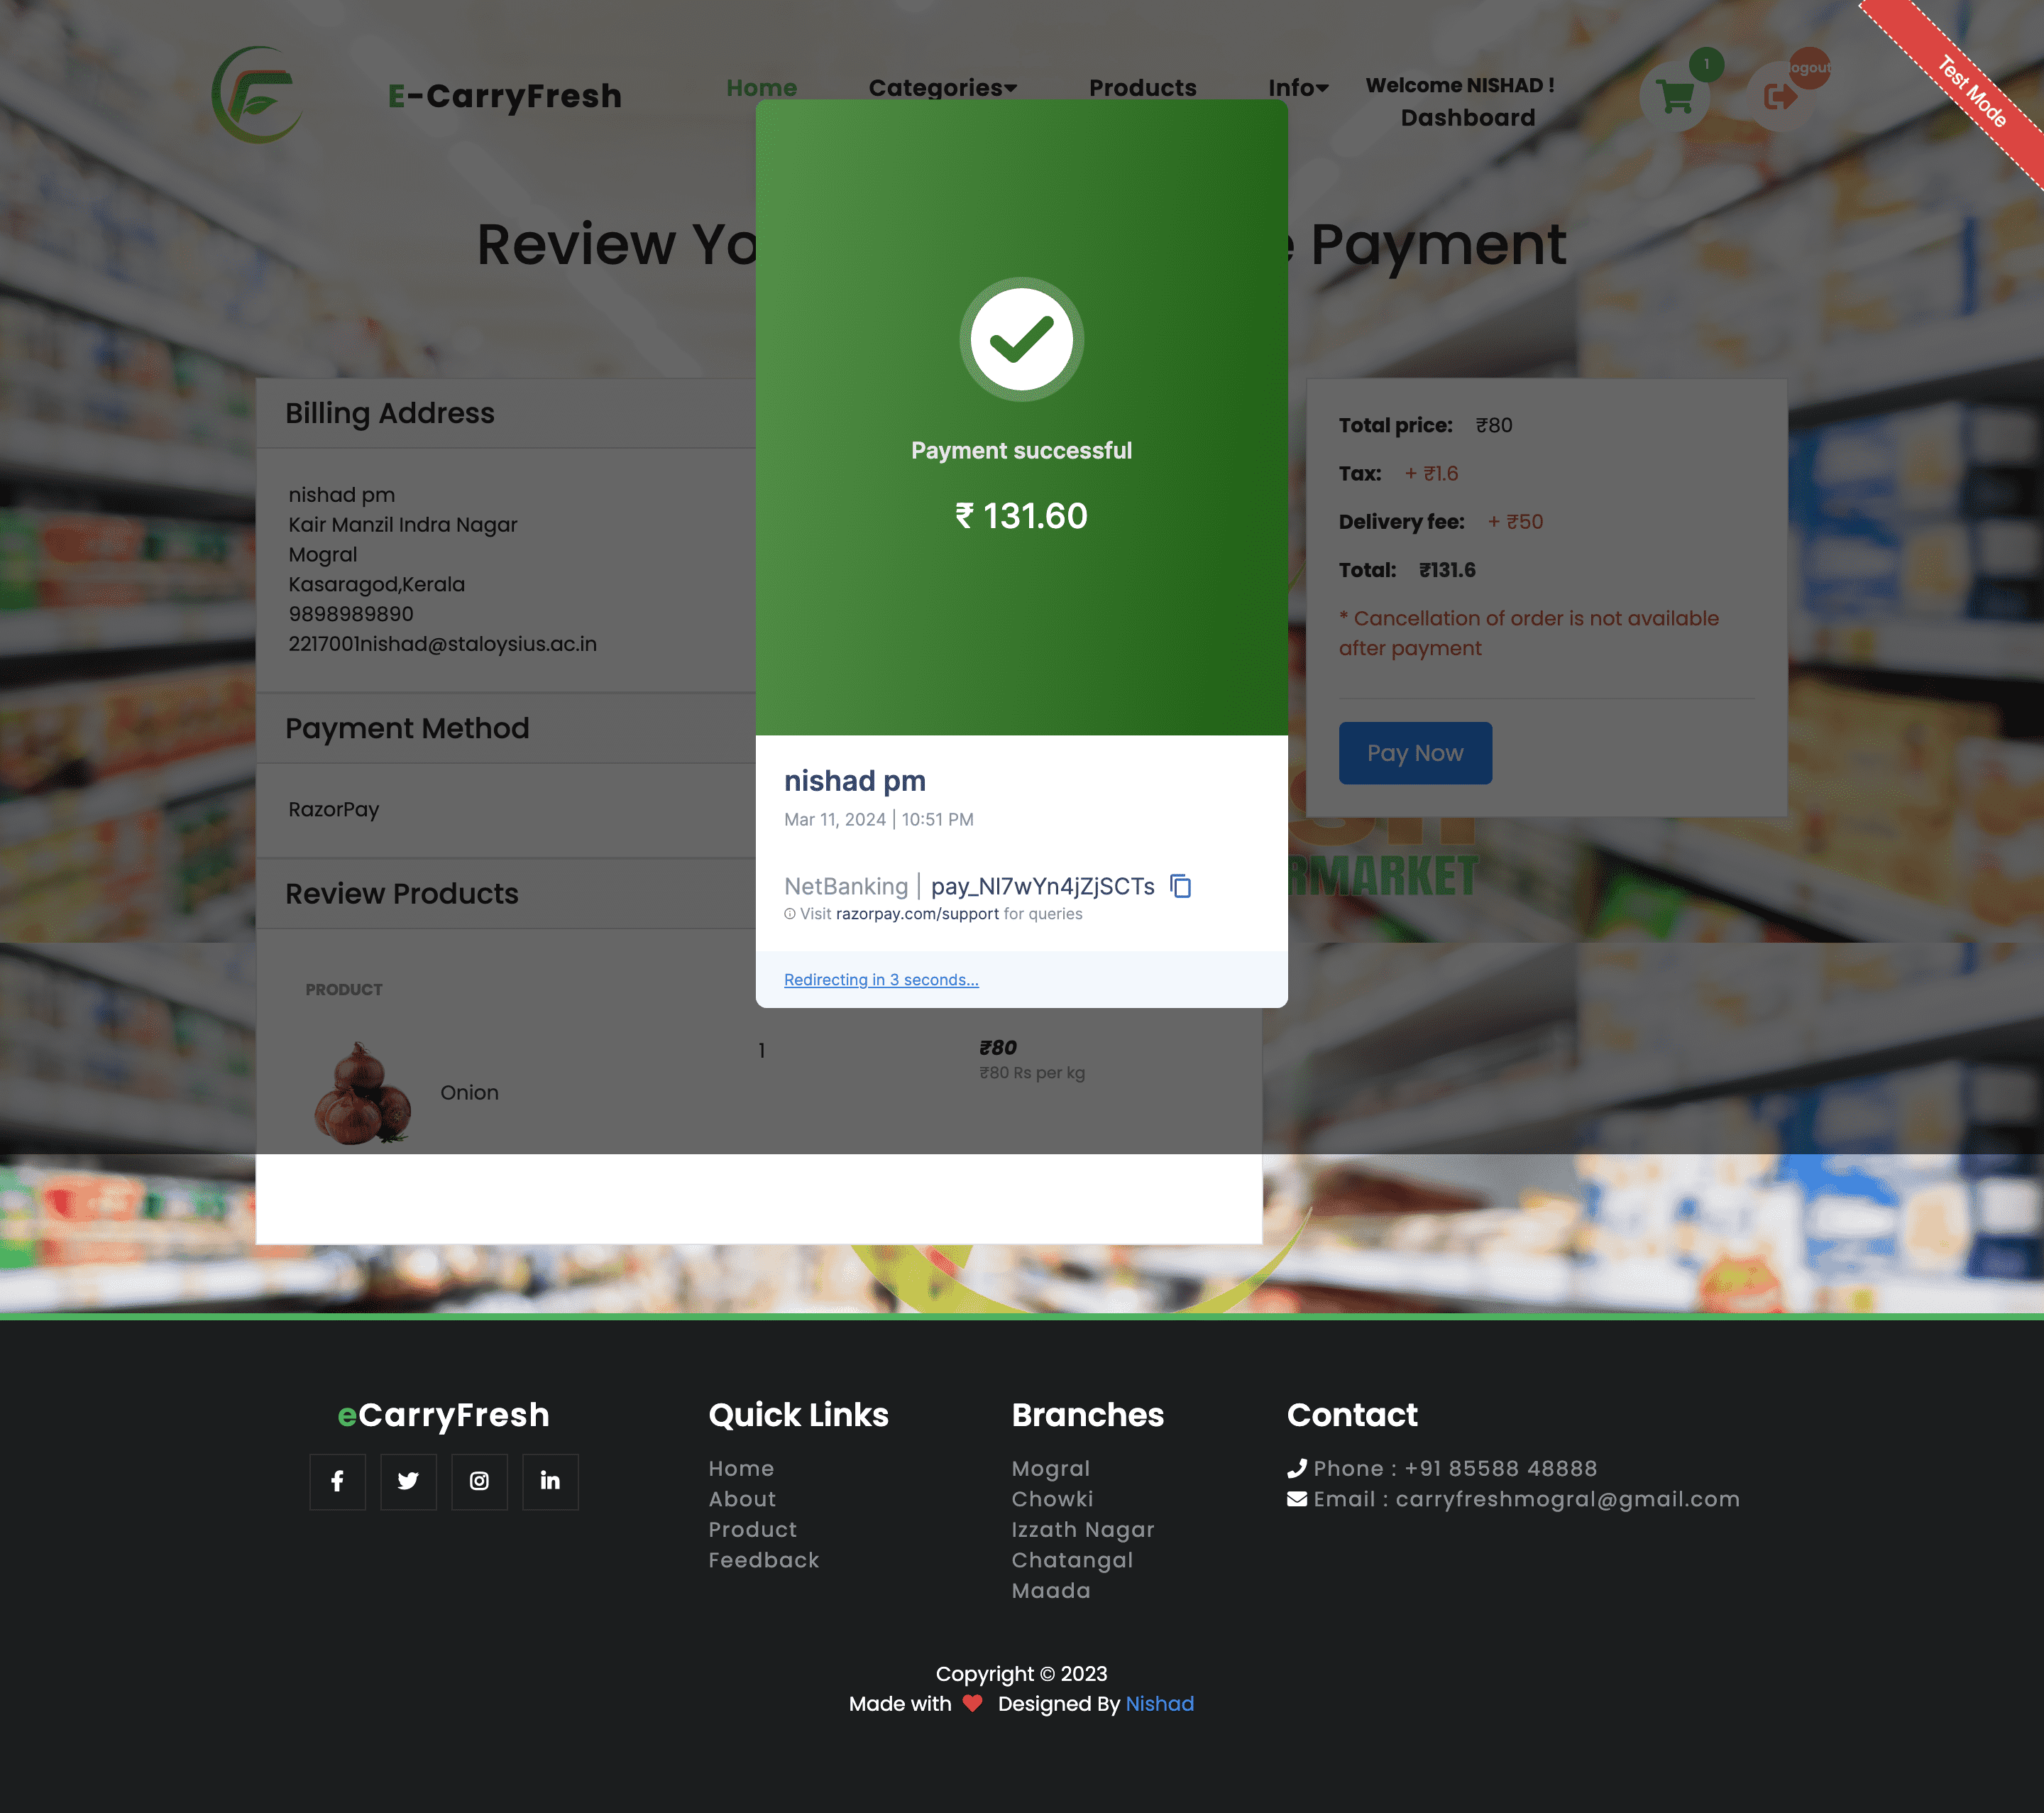 E-CarryFresh
Home
Categories
Products
Info
Welcome NISHAD !
Dashboard
1
logout
Test Mode
Review Yo
Payment
Payment successful
₹ 131.60
nishad pm
Mar 11, 2024 | 10:51 PM
NetBanking | pay_Nl7wYn4jZjSCTs
Visit razorpay.com/support for queries
Redirecting in 3 seconds...
Billing Address
nishad pm
Kair Manzil Indra Nagar
Mogral
Kasaragod,Kerala
9898989890
2217001nishad@staloysius.ac.in
Payment Method
RazorPay
Review Products
PRODUCT
Onion
1
₹80
₹80 Rs per kg
Total price: ₹80
Tax: + ₹1.6
Delivery fee: + ₹50
Total: ₹131.6
* Cancellation of order is not available
after payment
Pay Now
RMARKET
eCarryFresh
Quick Links
Home
About
Product
Feedback
Branches
Mogral
Chowki
Izzath Nagar
Chatangal
Maada
Contact
Phone : +91 85588 48888
Email : carryfreshmogral@gmail.com
Copyright © 2023
Made with Designed By Nishad